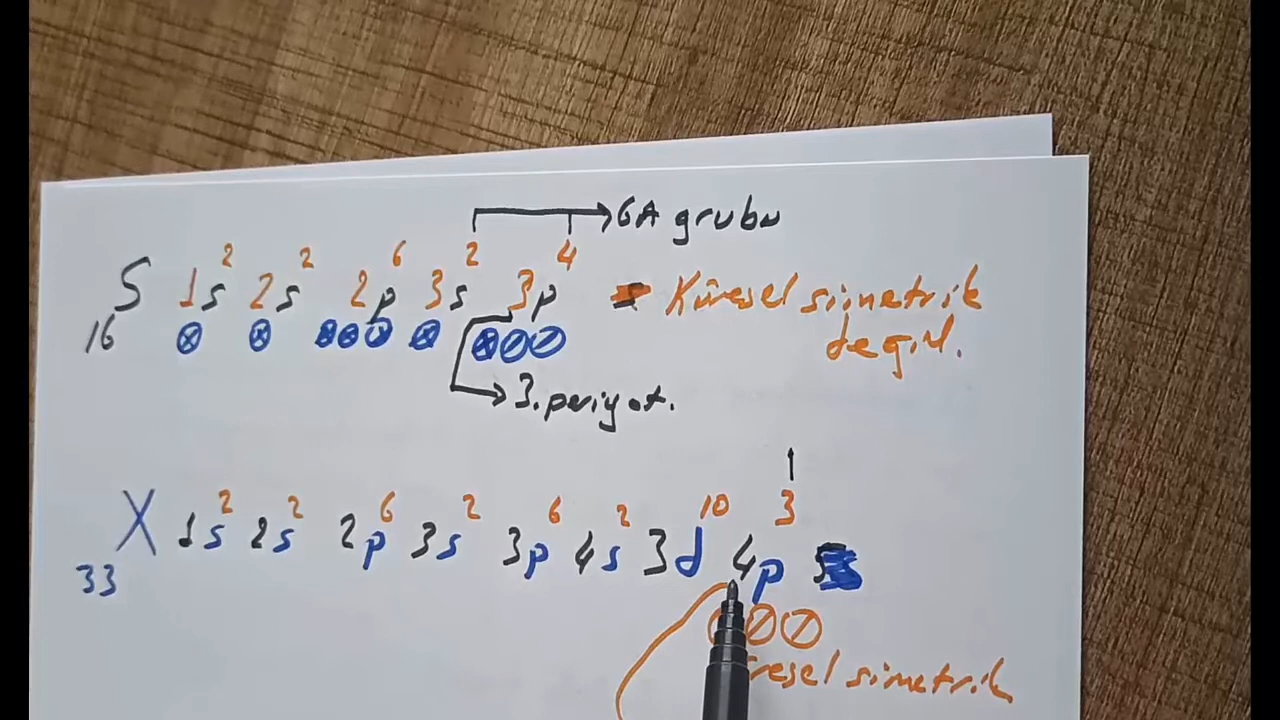 6A grubu
S 1s² 2s² 2p⁶ 3s² 3p⁴ Küresel simetrik
16 değil.
3. periyot.
X 1s² 2s² 2p⁶ 3s² 3p⁶ 4s² 3d¹⁰ 4p³
33
simetrik